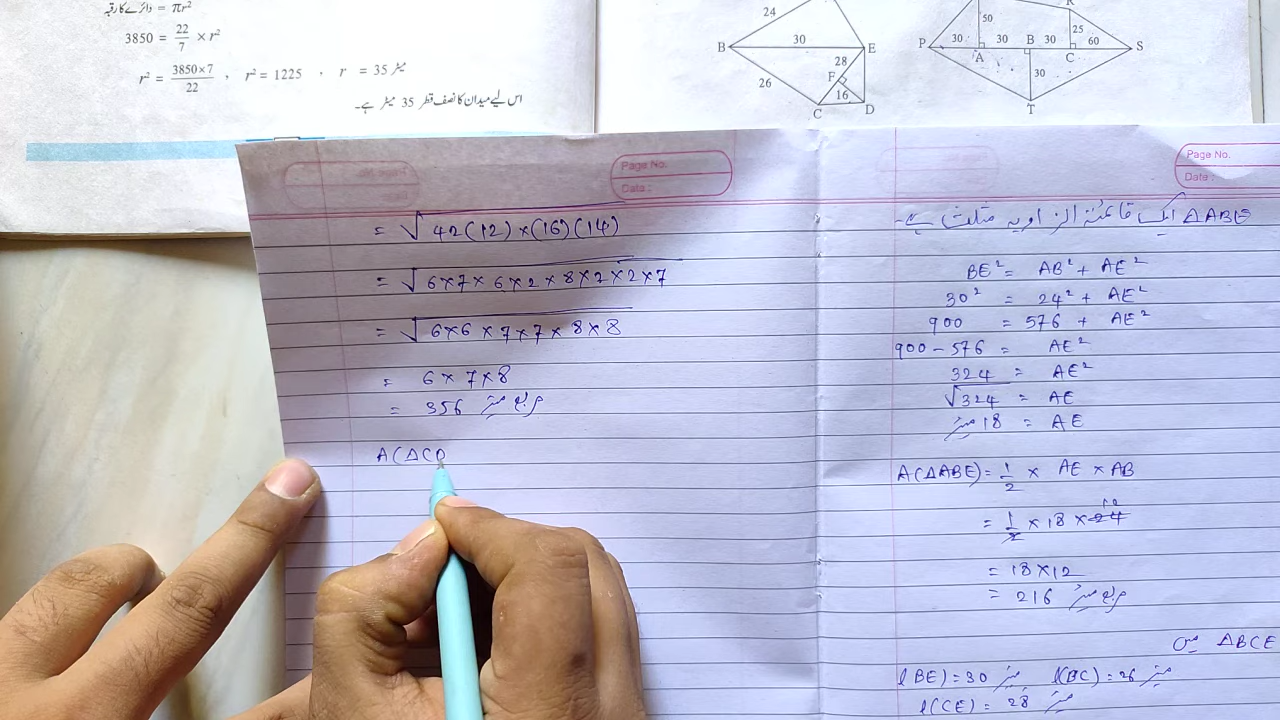 دائرے کا رقبہ = πr²
3850 = 22/7 × r²
r² = 3850×7/22 , r² = 1225 , r = 35 میٹر
اس لیے میدان کا نصف قطر 35 میٹر ہے۔
24
30
B
E
28
26
F
16
C
D
R
50
25
P
30
30
B
30
60
S
A
C
30
T
Page No.
Date :
= √42(12)×(16)(14)
= √6×7×6×2×8×2×2×7
= √6×6×7×7×8×8
= 6×7×8
= 356 مربع میٹر
A(ΔCD
Page No.
Date :
ΔABE ایک قائمۃ الزاویہ مثلث ہے۔
BE² = AB² + AE²
30² = 24² + AE²
900 = 576 + AE²
900 - 576 = AE²
324 = AE²
√324 = AE
18 میٹر = AE
A(ΔABE) = 1/2 × AE × AB
= 1/2 × 18 × 24 12
= 18×12
= 216 مربع میٹر
ΔBCE میں
l(BE) = 30 میٹر l(BC) = 26 میٹر
l(CE) = 28 میٹر